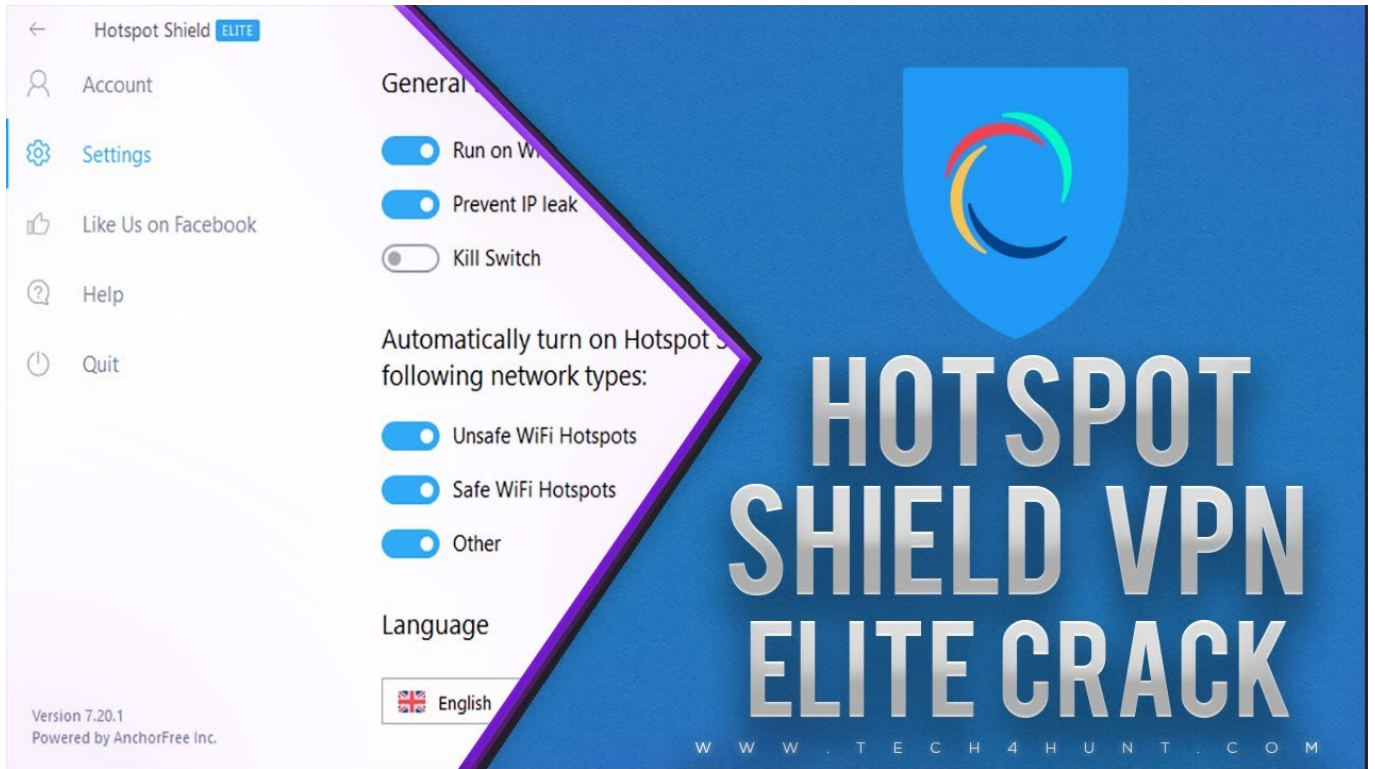 Hotspot Shield ELITE
Account
Settings
Like Us on Facebook
Help
Quit
Version 7.20.1
Powered by AnchorFree Inc.
General
Run on W
Prevent IP leak
Kill Switch
Automatically turn on Hotspot S
following network types:
Unsafe WiFi Hotspots
Safe WiFi Hotspots
Other
Language
English
HOTSPOT
SHIELD VPN
ELITE CRACK
WWW.TECH4HUNT.COM